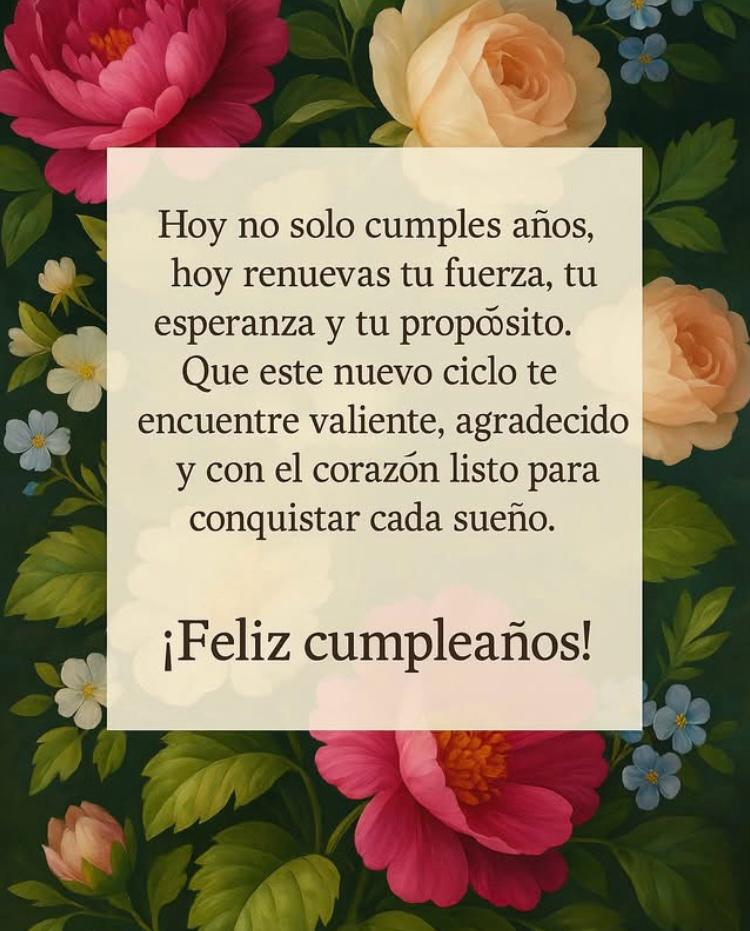 Hoy no solo cumples años,
hoy renuevas tu fuerza, tu
esperanza y tu propoósito.
Que este nuevo ciclo te
encuentre valiente, agradecido
y con el corazón listo para
conquistar cada sueño.
¡Feliz cumpleaños!